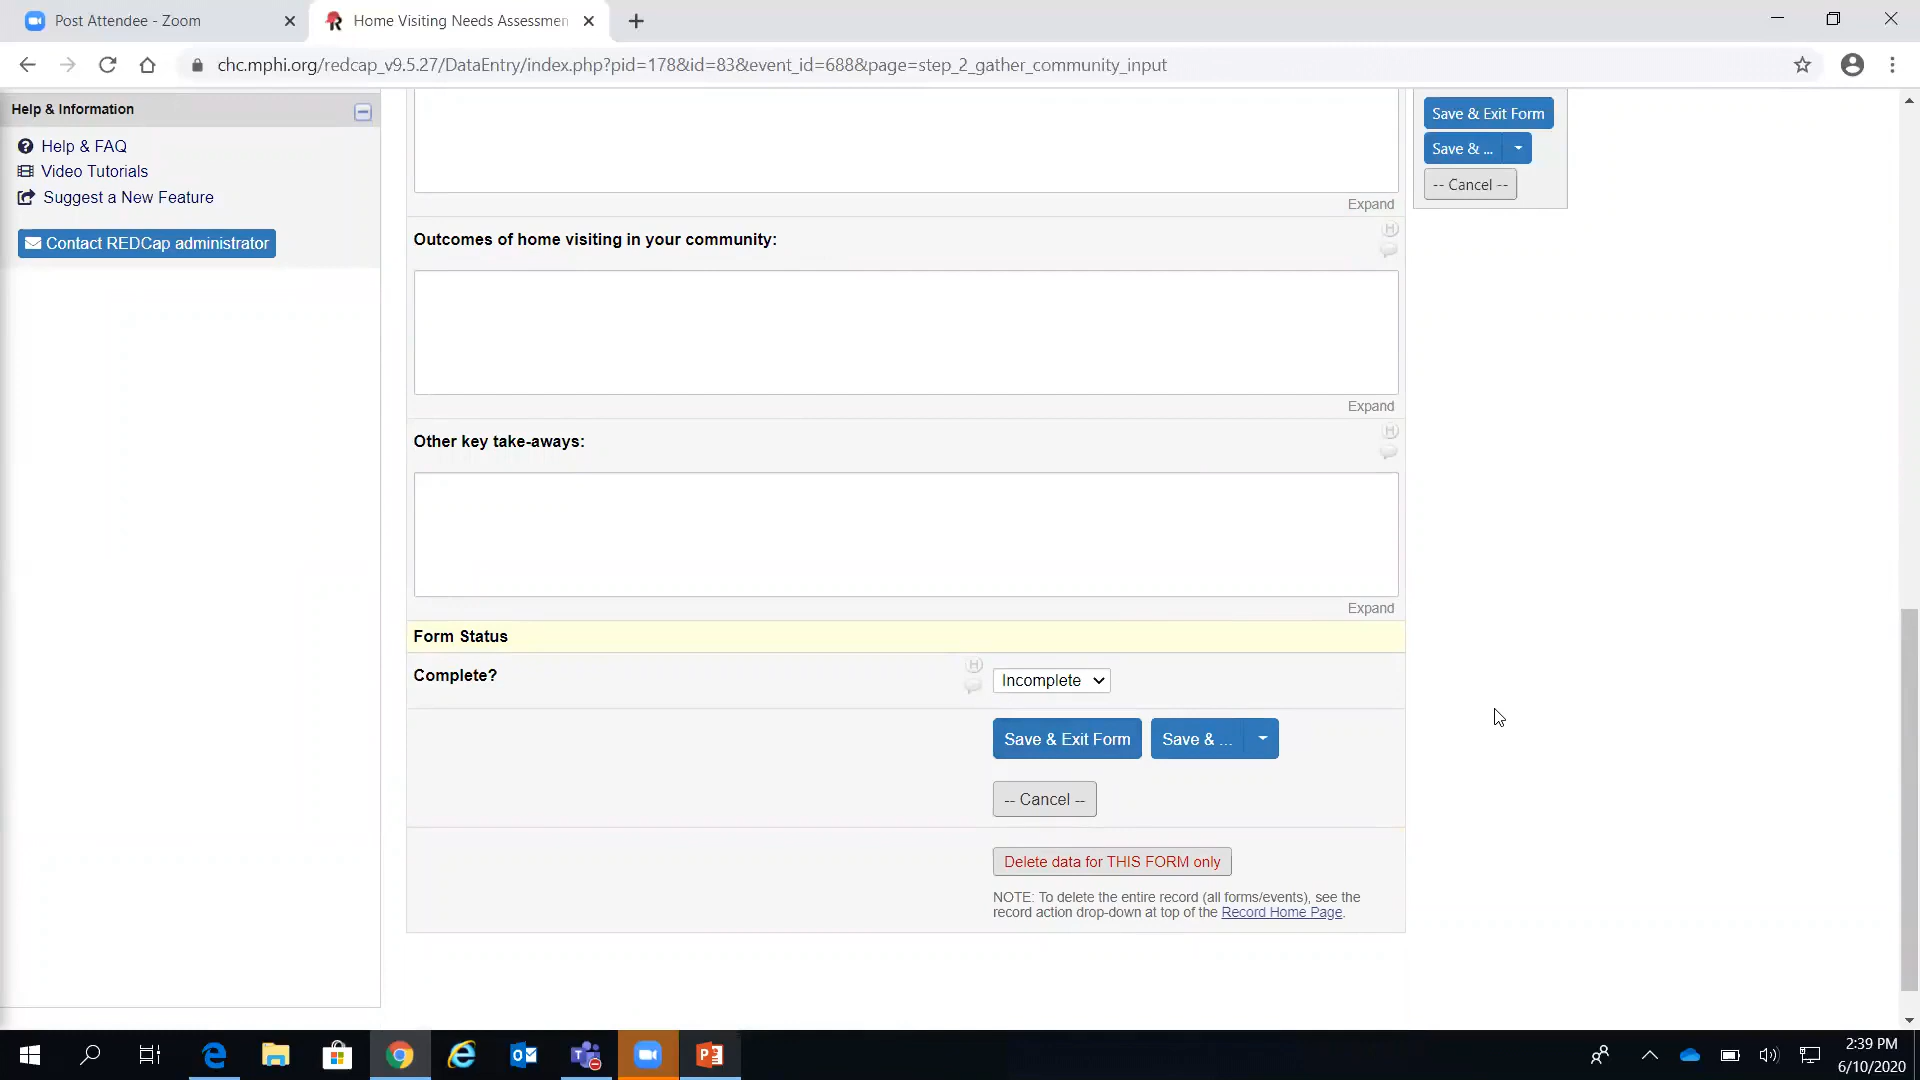 Post Attendee - Zoom
Home Visiting Needs Assessmen
chc.mphi.org/redcap_v9.5.27/DataEntry/index.php?pid=178&id=83&event_id=688&page=step_2_gather_community_input
Help & Information
Help & FAQ
Video Tutorials
Suggest a New Feature
Contact REDCap administrator
Save & Exit Form
Save & ...
-- Cancel --
Expand
Outcomes of home visiting in your community:
H
Expand
Other key take-aways:
H
Expand
Form Status
Complete?
H
Incomplete
Save & Exit Form
Save & ...
-- Cancel --
Delete data for THIS FORM only
NOTE: To delete the entire record (all forms/events), see the
record action drop-down at top of the Record Home Page.
2:39 PM
6/10/2020